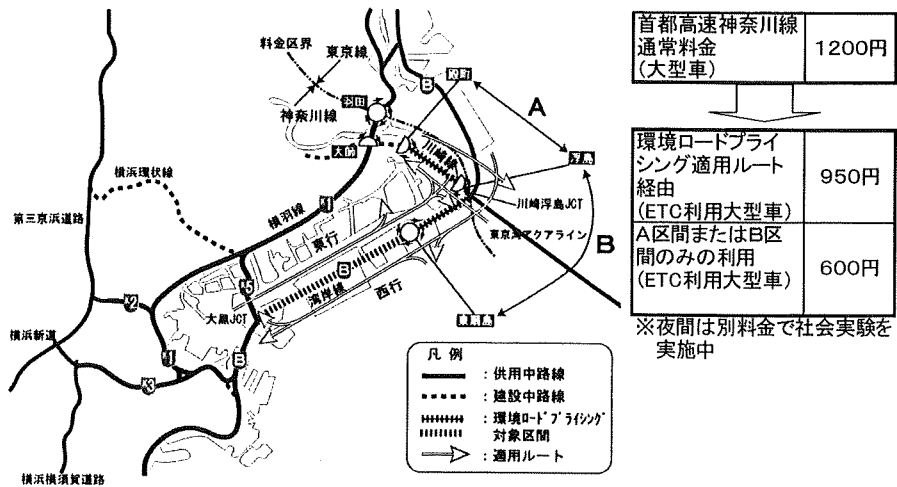 料金区界
東京線
神奈川線
羽田
大師
殿町
B
A
浮島
川崎線
川崎浮島JCT
東京湾アクアライン
B
横浜環状線
第三京浜道路
横羽線
K1
東行
B
湾岸線
西行
K5
大黒JCT
東扇島
K2
横浜新道
K1
B
K3
横浜横須賀道路
凡 例
：供用中路線
：建設中路線
：環境ﾛｰﾄﾞﾌﾟﾗｲｼﾝｸﾞ
対象区間
：適用ルート
首都高速神奈川線
通常料金
(大型車)
1200円
環境ロードプライ
シング適用ルート
経由
(ETC利用大型車)
950円
A区間またはB区
間のみの利用
(ETC利用大型車)
600円
※夜間は別料金で社会実験を
実施中